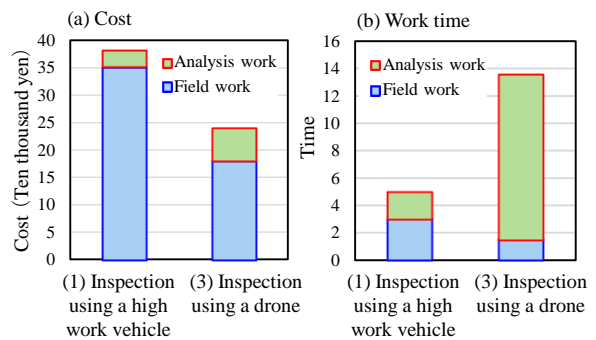 (a) Cost
40
35
30
25
20
15
10
5
0
Cost (Ten thousand yen)
Analysis work
Field work
(1) Inspection
using a high
work vehicle
(3) Inspection
using a drone
(b) Work time
16
14
12
10
8
6
4
2
0
Time
Analysis work
Field work
(1) Inspection
using a high
work vehicle
(3) Inspection
using a drone